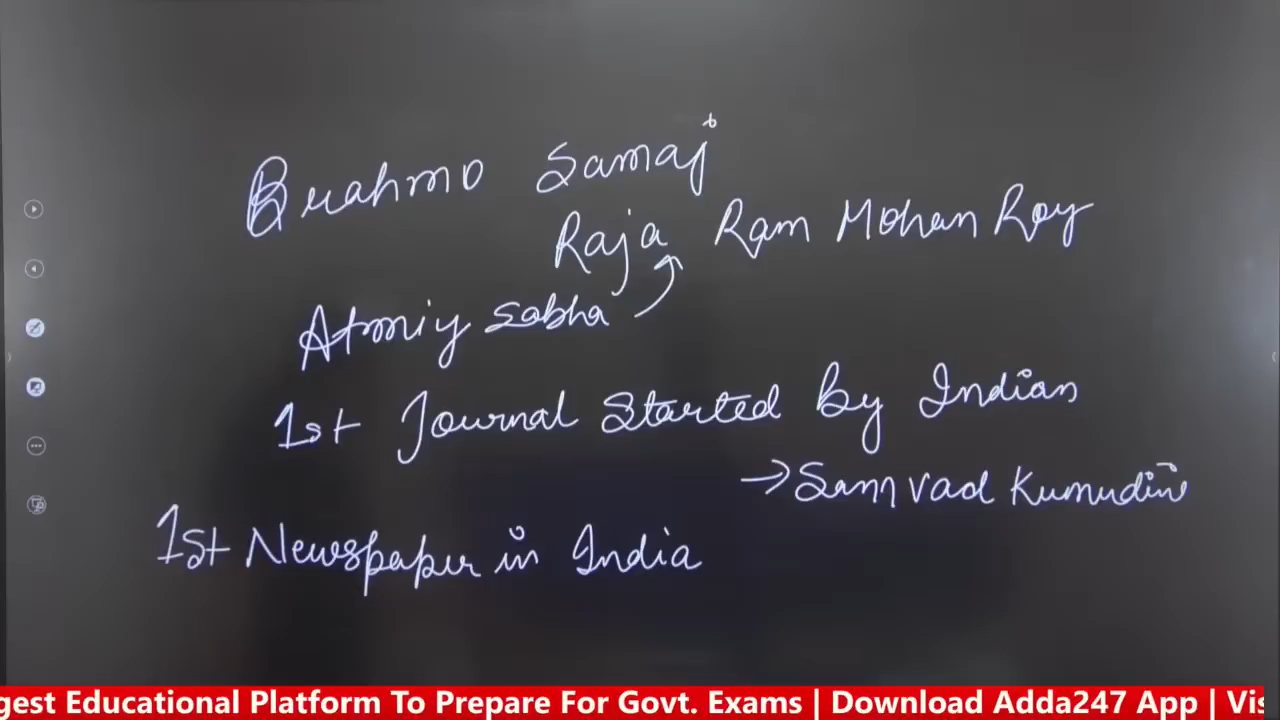 Brahmo Samaj
Raja Ram Mohan Roy
Atmiy Sabha
1st Journal Started by Indian
→ Samvad Kumudini
1st Newspaper in India
gest Educational Platform To Prepare For Govt. Exams | Download Adda247 App | Vis